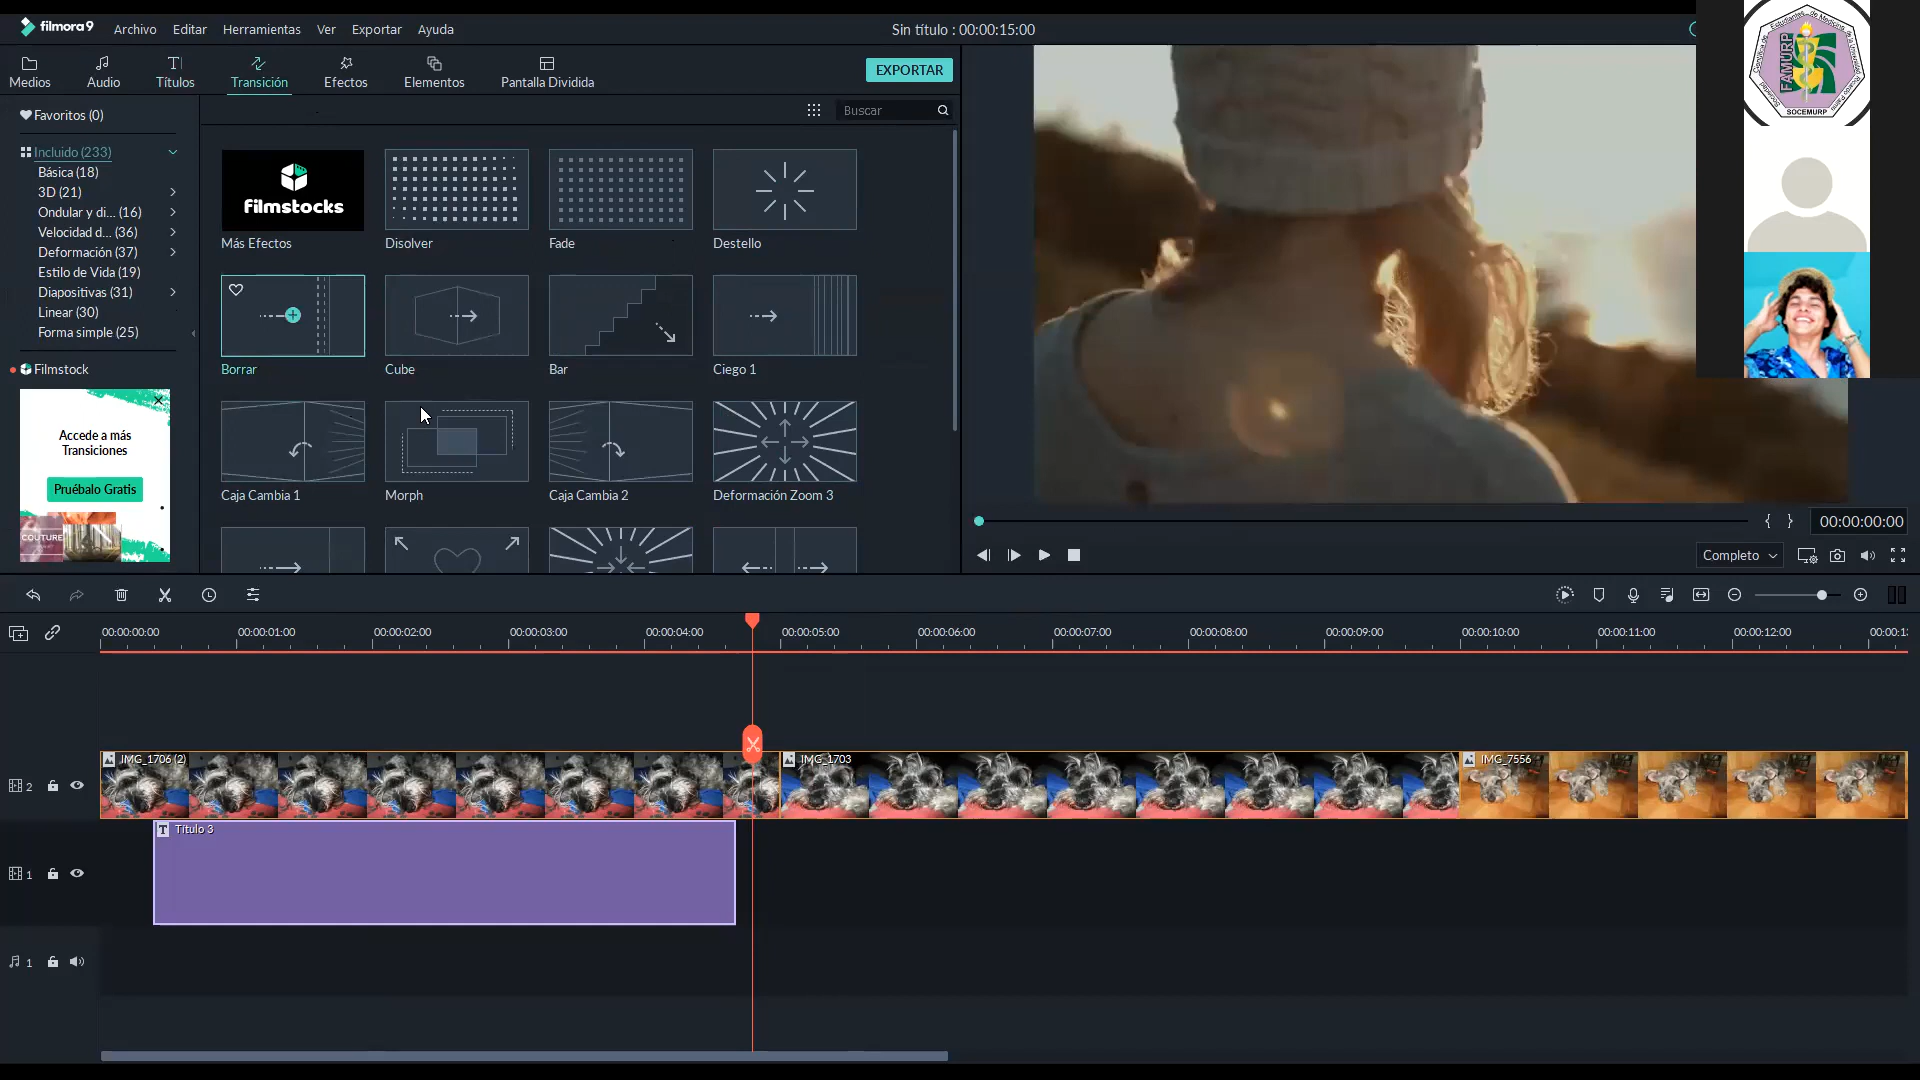 filmora9
Archivo
Editar
Herramientas
Ver
Exportar
Ayuda
Sin título : 00:00:15:00
Medios
Audio
Títulos
Transición
Efectos
Elementos
Pantalla Dividida
EXPORTAR
Favoritos (0)
Buscar
Incluido (233)
Básica (18)
3D (21)
Ondular y di... (16)
Velocidad d... (36)
Deformación (37)
Estilo de Vida (19)
Diapositivas (31)
Linear (30)
Forma simple (25)
Filmstock
Accede a más
Transiciones
Pruébalo Gratis
COUTURE
filmstocks
Más Efectos
Disolver
Fade
Destello
Borrar
Cube
Bar
Ciego 1
Caja Cambia 1
Morph
Caja Cambia 2
Deformación Zoom 3
FAMURP
SOCEMURP
{ }
00:00:00:00
Completo
00:00:00:00
00:00:01:00
00:00:02:00
00:00:03:00
00:00:04:00
00:00:05:00
00:00:06:00
00:00:07:00
00:00:08:00
00:00:09:00
00:00:10:00
00:00:11:00
00:00:12:00
2
IMG_1706 (2)
IMG_1703
IMG_7556
1
T Título 3
1